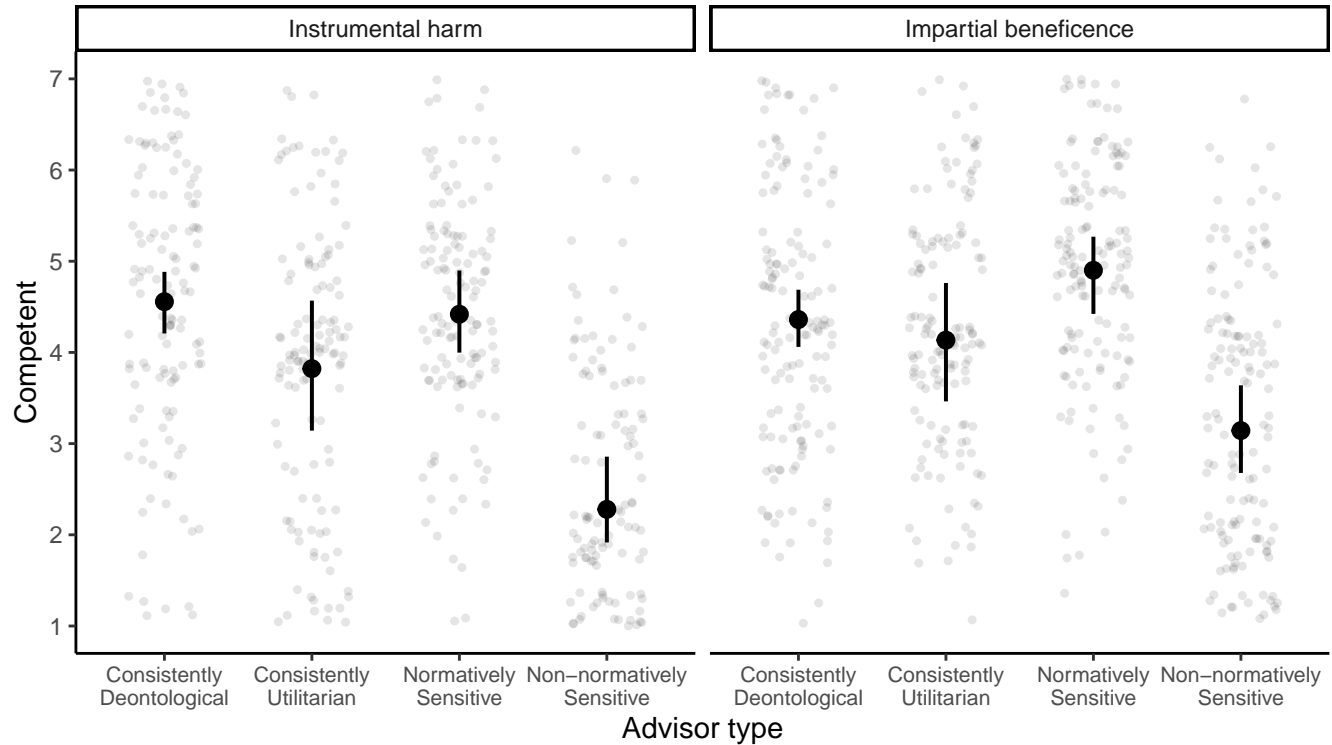 Instrumental harm
Impartial beneficence
Competent
7
6
5
4
3
2
1
Consistently
Deontological
Consistently
Utilitarian
Normatively
Sensitive
Non−normatively
Sensitive
Consistently
Deontological
Consistently
Utilitarian
Normatively
Sensitive
Non−normatively
Sensitive
Advisor type